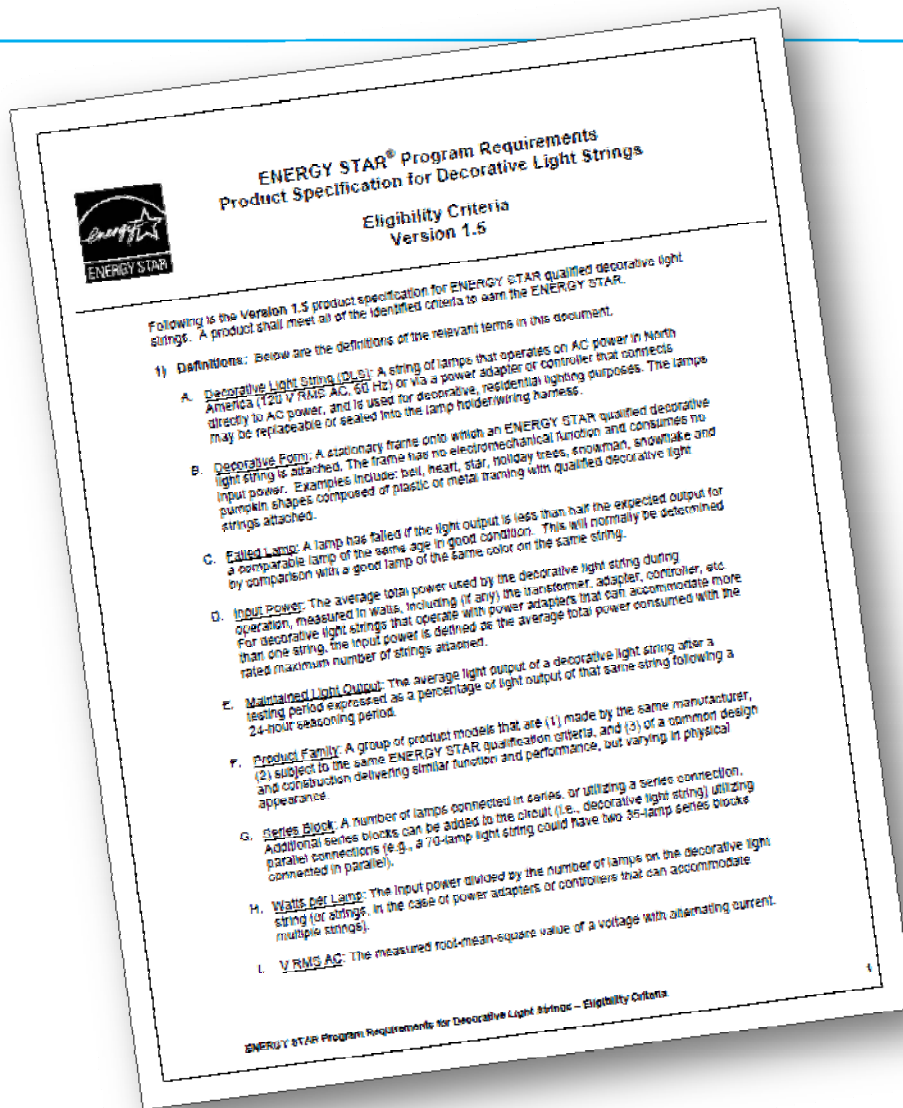 ENERGY STAR® Program Requirements
Product Specification for Decorative Light Strings
Eligibility Criteria
Version 1.5
energy
ENERGY STAR
Following is the Version 1.5 product specification for ENERGY STAR qualified decorative light
strings. A product shall meet all of the identified criteria to earn the ENERGY STAR.
1) Definitions: Below are the definitions of the relevant terms in this document.
A. Decorative Light String (DLS): A string of lamps that operates on AC power in North
America (120 V RMS AC, 60 Hz) or via a power adapter or controller that connects
directly to AC power, and is used for decorative, residential lighting purposes. The lamps
may be replaceable or sealed into the lamp holder/wiring harness.
B. Decorative Form: A stationary frame onto which an ENERGY STAR qualified decorative
light string is attached. The frame has no electromechanical function and consumes no
input power. Examples include: bell, heart, star, holiday trees, snowman, snowflake and
pumpkin shapes composed of plastic or metal framing with qualified decorative light
strings attached.
C. Failed Lamp: A lamp has failed if the light output is less than half the expected output for
a comparable lamp of the same age in good condition. This will normally be determined
by comparison with a good lamp of the same color on the same string.
D. Input Power: The average total power used by the decorative light string during
operation, measured in watts, including (if any) the transformer, adapter, controller, etc.
For decorative light strings that operate with power adapters that can accommodate more
than one string, the input power is defined as the average total power consumed with the
rated maximum number of strings attached.
E. Maintained Light Output: The average light output of a decorative light string after a
testing period expressed as a percentage of light output of that same string following a
24-hour seasoning period.
F. Product Family: A group of product models that are (1) made by the same manufacturer,
(2) subject to the same ENERGY STAR qualification criteria, and (3) of a common design
and construction delivering similar function and performance, but varying in physical
appearance.
G. Series Block: A number of lamps connected in series, or utilizing a series connection.
Additional series blocks can be added to the circuit (i.e., decorative light string) utilizing
parallel connections (e.g., a 70-lamp light string could have two 35-lamp series blocks
connected in parallel).
H. Watts per Lamp: The input power divided by the number of lamps on the decorative light
string (or strings, in the case of power adapters or controllers that can accommodate
multiple strings).
I. V RMS AC: The measured root-mean-square value of a voltage with alternating current.
ENERGY STAR Program Requirements for Decorative Light Strings – Eligibility Criteria
1